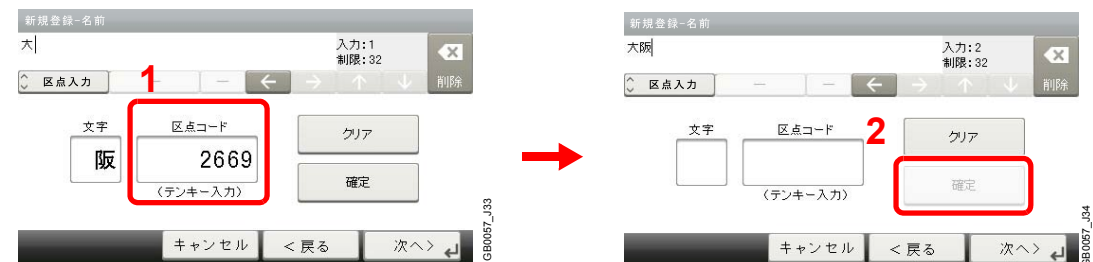 新規登録-名前
大
入力:1
制限:32
区点入力
削除
1
文字
区点コード
阪
2669
(テンキー入力)
クリア
確定
キャンセル
<戻る
次へ>
GB0057_J33
新規登録-名前
大阪
入力:2
制限:32
区点入力
削除
文字
区点コード
2
(テンキー入力)
クリア
確定
キャンセル
<戻る
次へ>
GB0057_J34